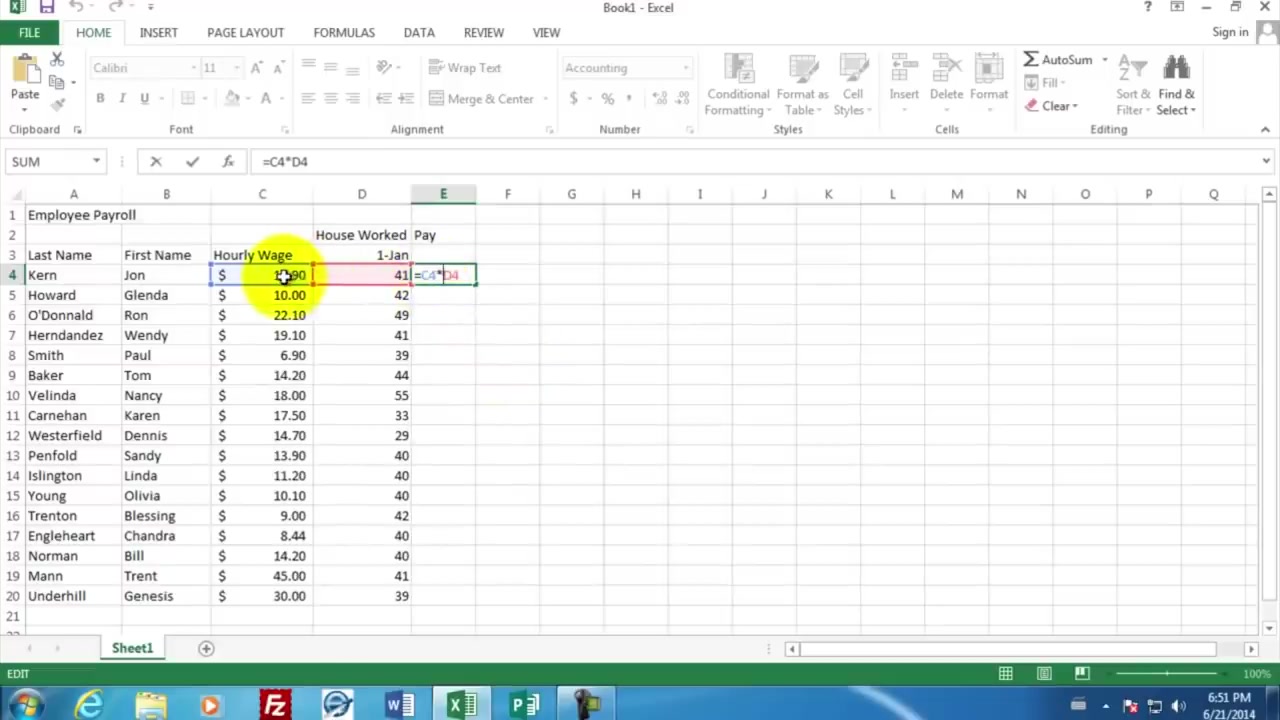 Book1 - Excel
FILE HOME INSERT PAGE LAYOUT FORMULAS DATA REVIEW VIEW Sign in
Paste Calibri 11 Wrap Text Accounting AutoSum
Merge & Center Fill
Clear
Conditional Formatting Format as Table Cell Styles Insert Delete Format Sort & Filter Find & Select
Clipboard Font Alignment Number Styles Cells Editing
SUM =C4*D4
A B C D E F G H I J K L M N O P Q
1 Employee Payroll
2 House Worked Pay
3 Last Name First Name Hourly Wage 1-Jan
4 Kern Jon $ 41 =C4*D4
5 Howard Glenda $ 10.00 42
6 O'Donnald Ron $ 22.10 49
7 Herndandez Wendy $ 19.10 41
8 Smith Paul $ 6.90 39
9 Baker Tom $ 14.20 44
10 Velinda Nancy $ 18.00 55
11 Carnehan Karen $ 17.50 33
12 Westerfield Dennis $ 14.70 29
13 Penfold Sandy $ 13.90 40
14 Islington Linda $ 11.20 40
15 Young Olivia $ 10.10 40
16 Trenton Blessing $ 9.00 42
17 Engleheart Chandra $ 8.44 40
18 Norman Bill $ 14.20 40
19 Mann Trent $ 45.00 41
20 Underhill Genesis $ 30.00 39
21
Sheet1
EDIT 100%
6:51 PM
6/21/2014